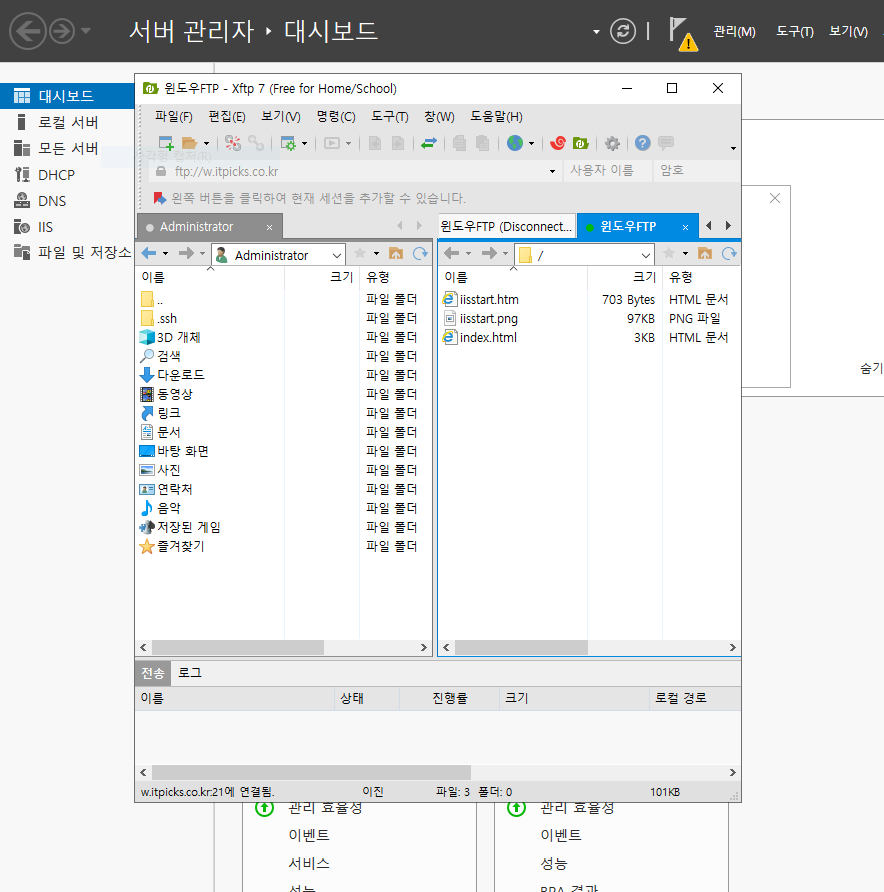 서버 관리자 ‣ 대시보드
관리(M) 도구(T) 보기(V)
대시보드
로컬 서버
모든 서버
DHCP
DNS
IIS
파일 및 저장소
윈도우FTP - Xftp 7 (Free for Home/School)
파일(F) 편집(E) 보기(V) 명령(C) 도구(T) 창(W) 도움말(H)
ftp://w.itpicks.co.kr 사용자 이름 암호
왼쪽 버튼을 클릭하여 현재 세션을 추가할 수 있습니다.
Administrator 윈도우FTP (Disconnect... 윈도우FTP
Administrator /
이름 크기 유형 이름 크기 유형
.. 파일 폴더 iisstart.htm 703 Bytes HTML 문서
.ssh 파일 폴더 iisstart.png 97KB PNG 파일
3D 개체 파일 폴더 index.html 3KB HTML 문서
검색 파일 폴더
다운로드 파일 폴더
동영상 파일 폴더
링크 파일 폴더
문서 파일 폴더
바탕 화면 파일 폴더
사진 파일 폴더
연락처 파일 폴더
음악 파일 폴더
저장된 게임 파일 폴더
즐겨찾기 파일 폴더
숨기
전송 로그
이름 상태 진행률 크기 로컬 경로
w.itpicks.co.kr:21에 연결됨. 이진 파일: 3 폴더: 0 101KB
관리 효율성 관리 효율성
이벤트 이벤트
서비스 성능
성능 BPA 결과